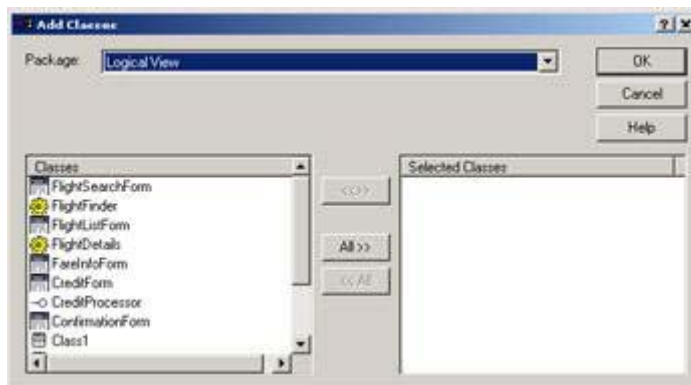 Add Classes
Package: Logical View
OK
Cancel
Help
Classes
FlightSearchForm
FlightFinder
FlightListForm
FlightDetails
FareInfoForm
CreditForm
CreditProcessor
ConfirmationForm
Class1
All >>
<< All
Selected Classes